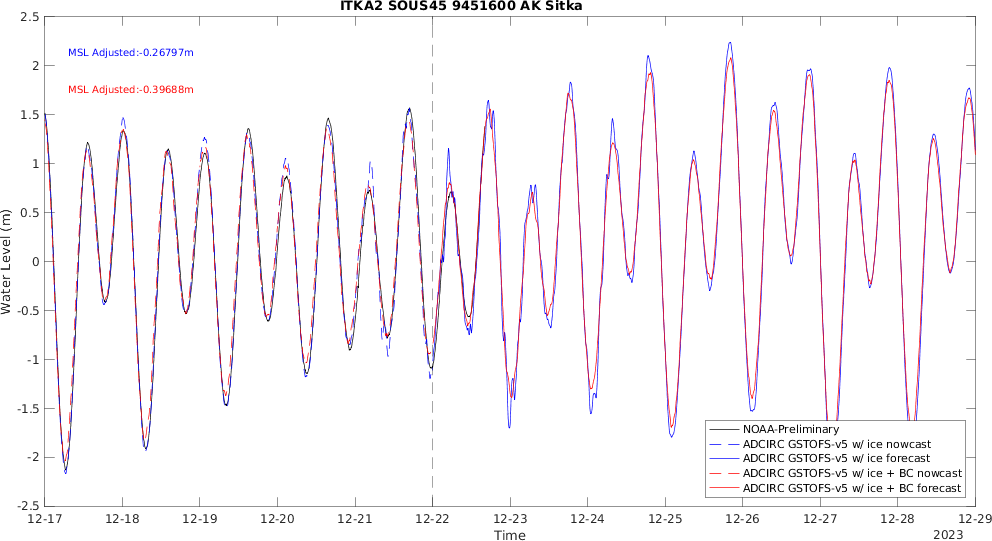 ITKA2 SOUS45 9451600 AK Sitka
MSL Adjusted:-0.26797m
MSL Adjusted:-0.39688m
Water Level (m)
2.5
2
1.5
1
0.5
0
-0.5
-1
-1.5
-2
-2.5
NOAA-Preliminary
ADCIRC GSTOFS-v5 w/ ice nowcast
ADCIRC GSTOFS-v5 w/ ice forecast
ADCIRC GSTOFS-v5 w/ ice + BC nowcast
ADCIRC GSTOFS-v5 w/ ice + BC forecast
12-17 12-18 12-19 12-20 12-21 12-22 12-23 12-24 12-25 12-26 12-27 12-28 12-29
Time
2023